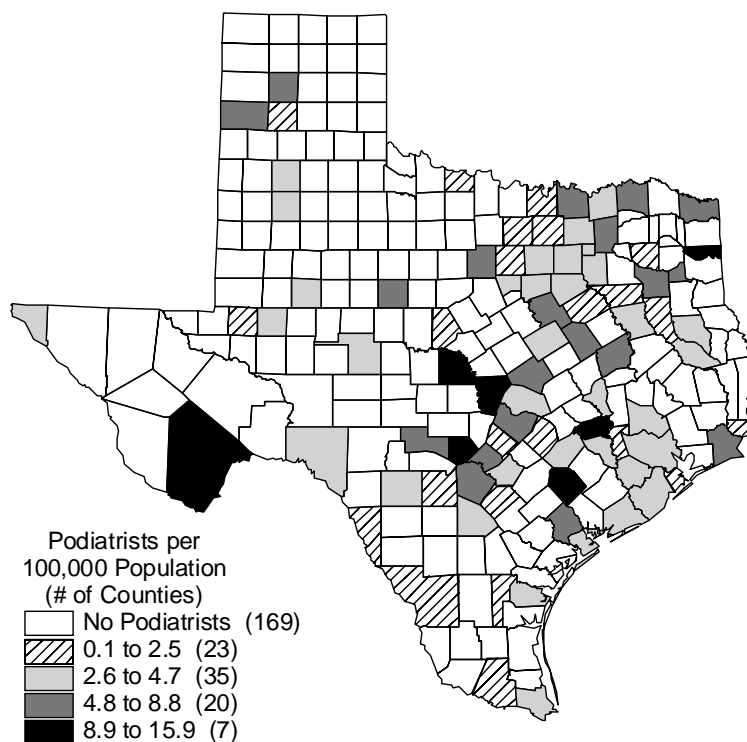 Podiatrists per
100,000 Population
(# of Counties)
No Podiatrists (169)
0.1 to 2.5 (23)
2.6 to 4.7 (35)
4.8 to 8.8 (20)
8.9 to 15.9 (7)